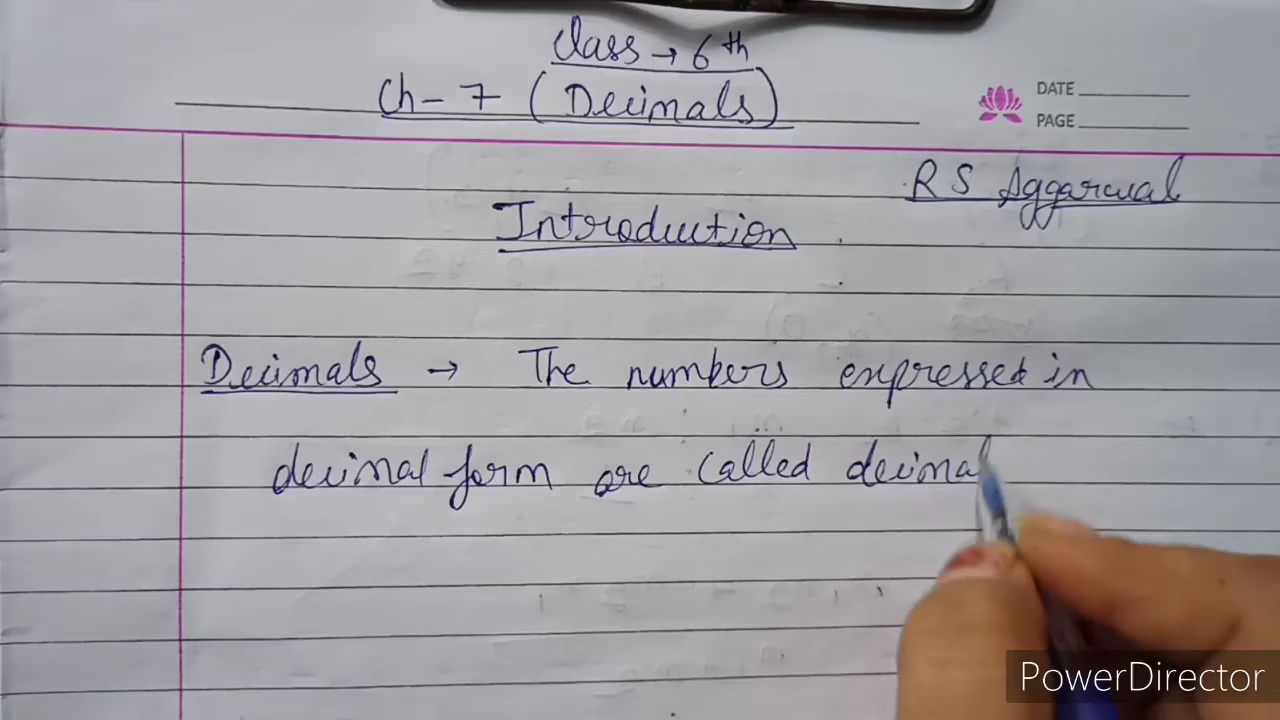 Class → 6th
Ch - 7 (Decimals)
DATE
PAGE
R S Aggarwal
Introduction
Decimals → The numbers expressed in
decimal form are called decimal
PowerDirector